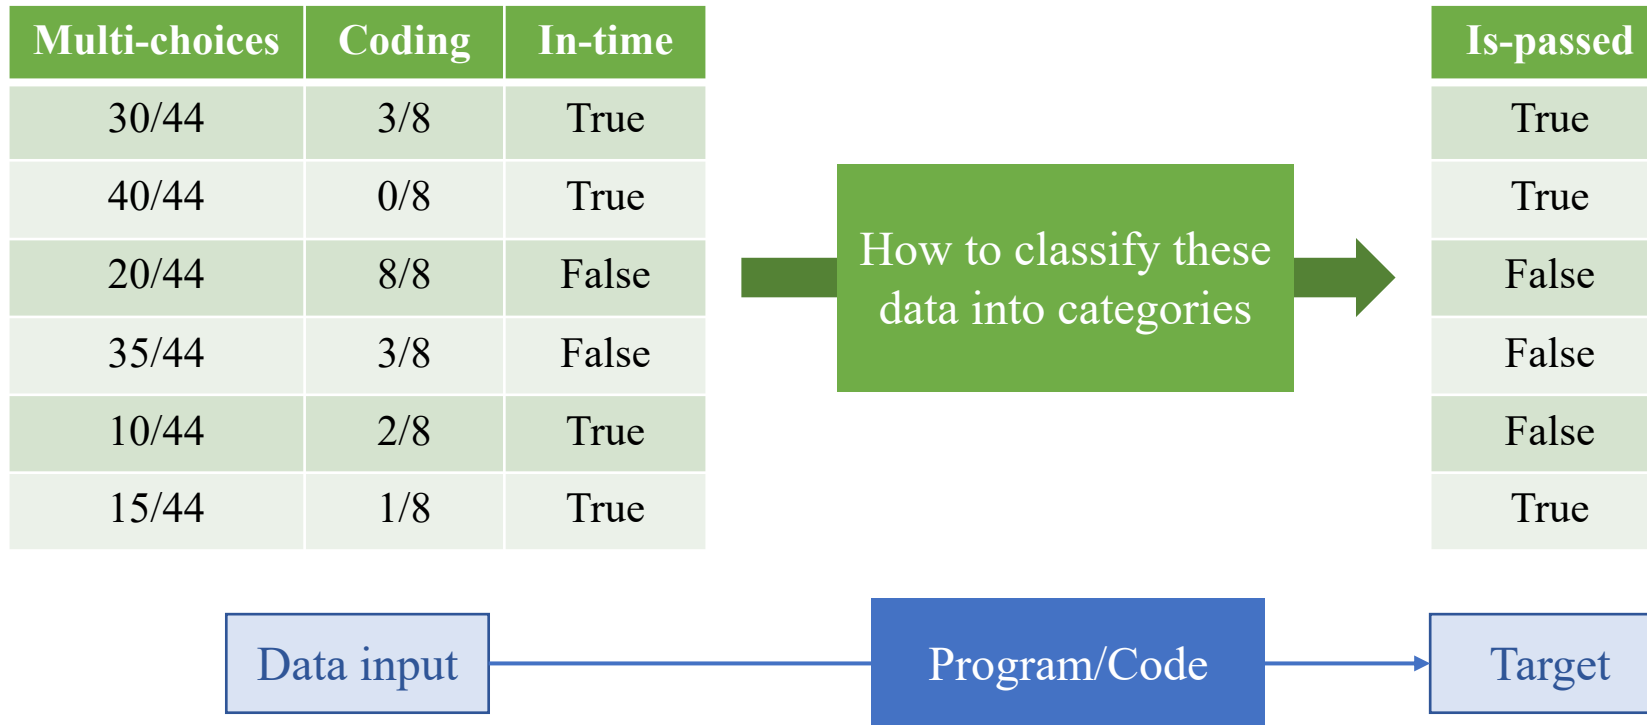 Multi-choices Coding In-time Is-passed
30/44 3/8 True True
40/44 0/8 True True
20/44 8/8 False False
35/44 3/8 False False
10/44 2/8 True False
15/44 1/8 True True
How to classify these
data into categories
Data input Program/Code Target